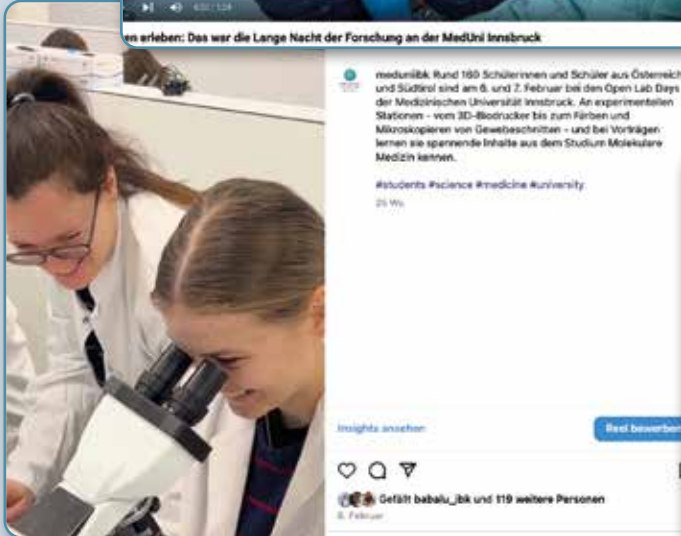 en erleben: Das war die Lange Nacht der Forschung an der MedUni Innsbruck
meduniibk Rund 160 Schülerinnen und Schüler aus Österreich
und Südtirol sind am 6. und 7. Februar bei den Open Lab Days
der Medizinischen Universität Innsbruck. An experimentellen
Stationen - vom 3D-Biodrucker bis zum Färben und
Mikroskopieren von Gewebeschnitten - und bei Vorträgen
lernen sie spannende Inhalte aus dem Studium Molekulare
Medizin kennen.
#students #science #medicine #university
25 Wo.
Insights ansehen
Reel bewerben
Gefällt babalu_ibk und 119 weitere Personen
6. Februar